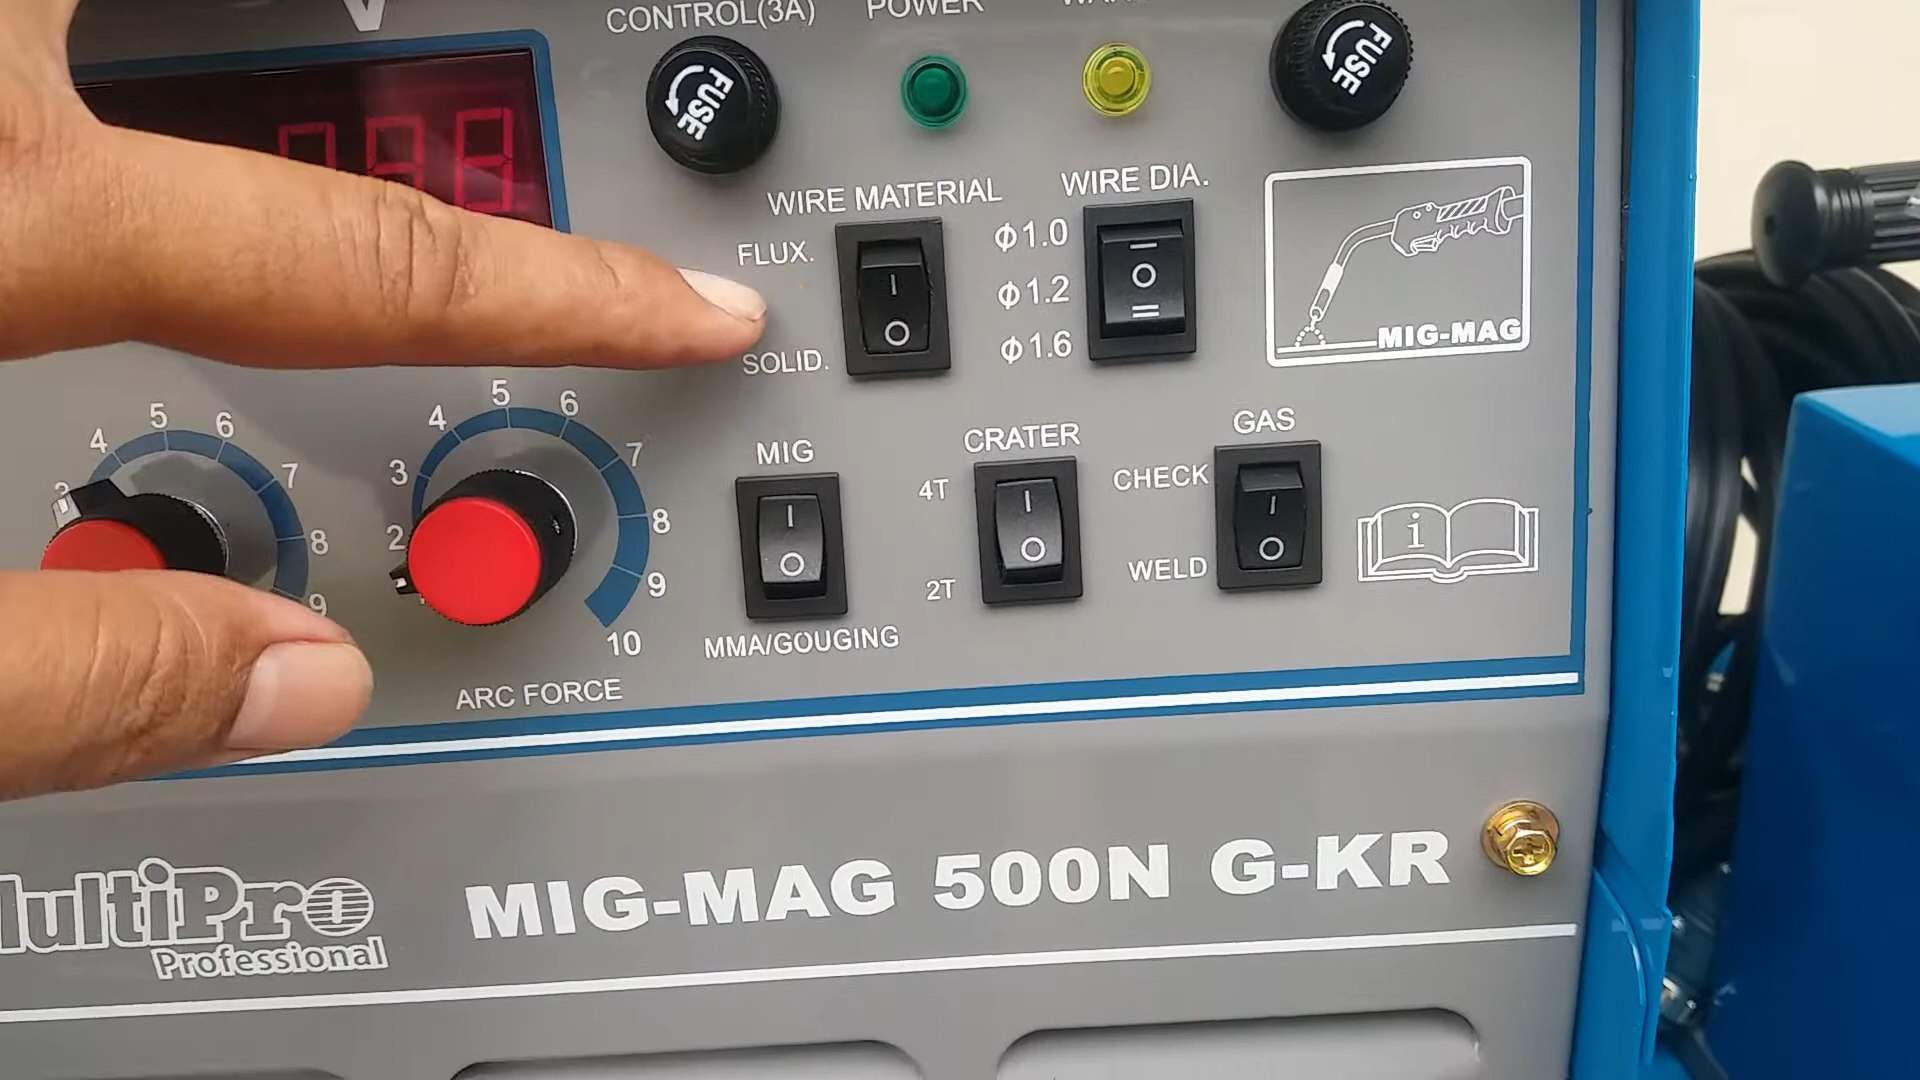 V
CONTROL(3A)
POWER
FUSE
FUSE
WIRE MATERIAL
WIRE DIA.
FLUX.
SOLID.
Φ1.0
Φ1.2
Φ1.6
MIG-MAG
4 5 6 7 8 9
2 3 4 5 6 7 8 9 10
ARC FORCE
MIG
MMA/GOUGING
CRATER
4T
2T
GAS
CHECK
WELD
i
Professional
MIG-MAG 500N G-KR